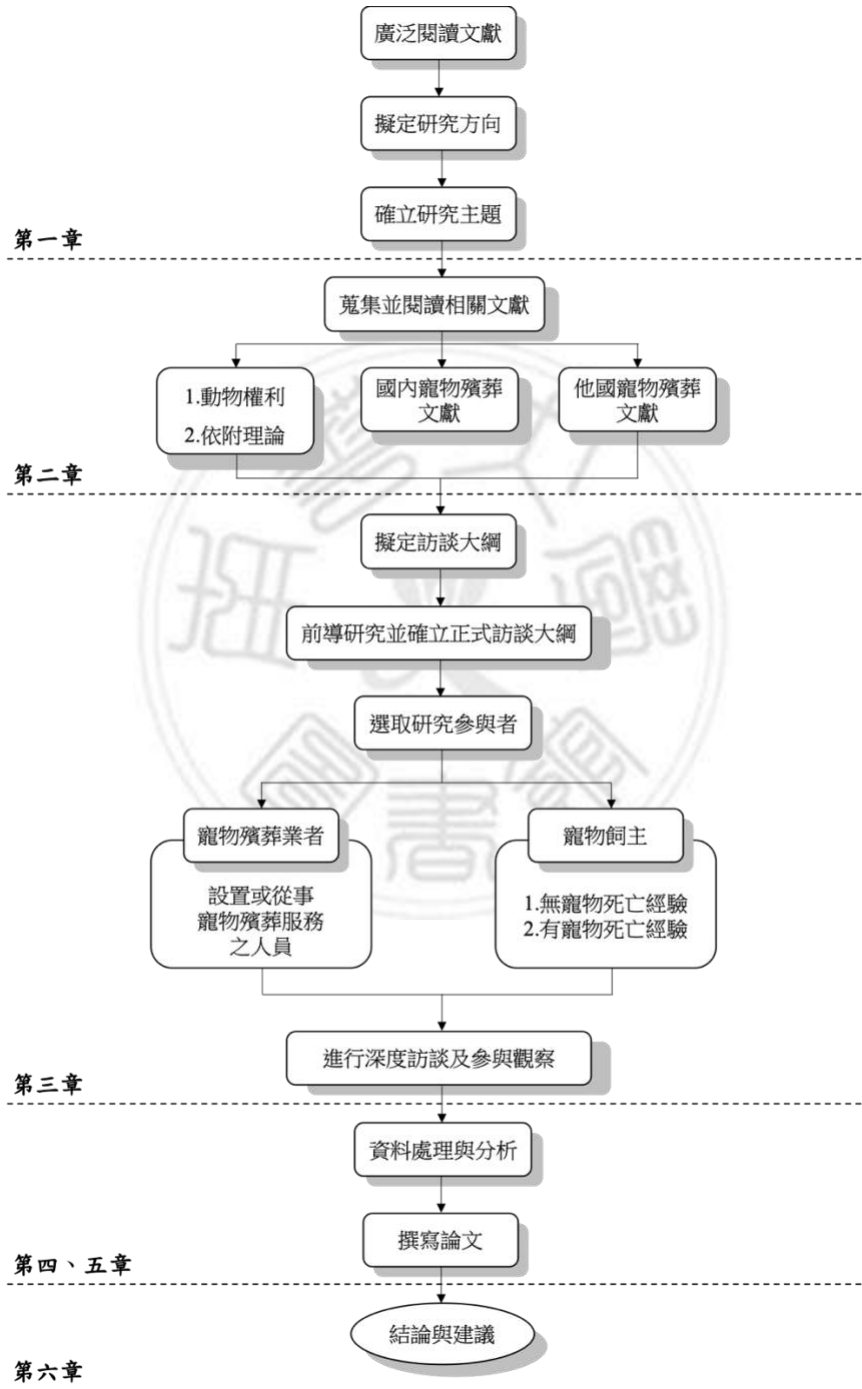 廣泛閱讀文獻
擬定研究方向
確立研究主題
第一章
蒐集並閱讀相關文獻
1.動物權利
2.依附理論
國內寵物殯葬
文獻
他國寵物殯葬
文獻
第二章
擬定訪談大綱
前導研究並確立正式訪談大綱
選取研究參與者
寵物殯葬業者
設置或從事
寵物殯葬服務
之人員
寵物飼主
1.無寵物死亡經驗
2.有寵物死亡經驗
進行深度訪談及參與觀察
第三章
資料處理與分析
撰寫論文
第四、五章
結論與建議
第六章